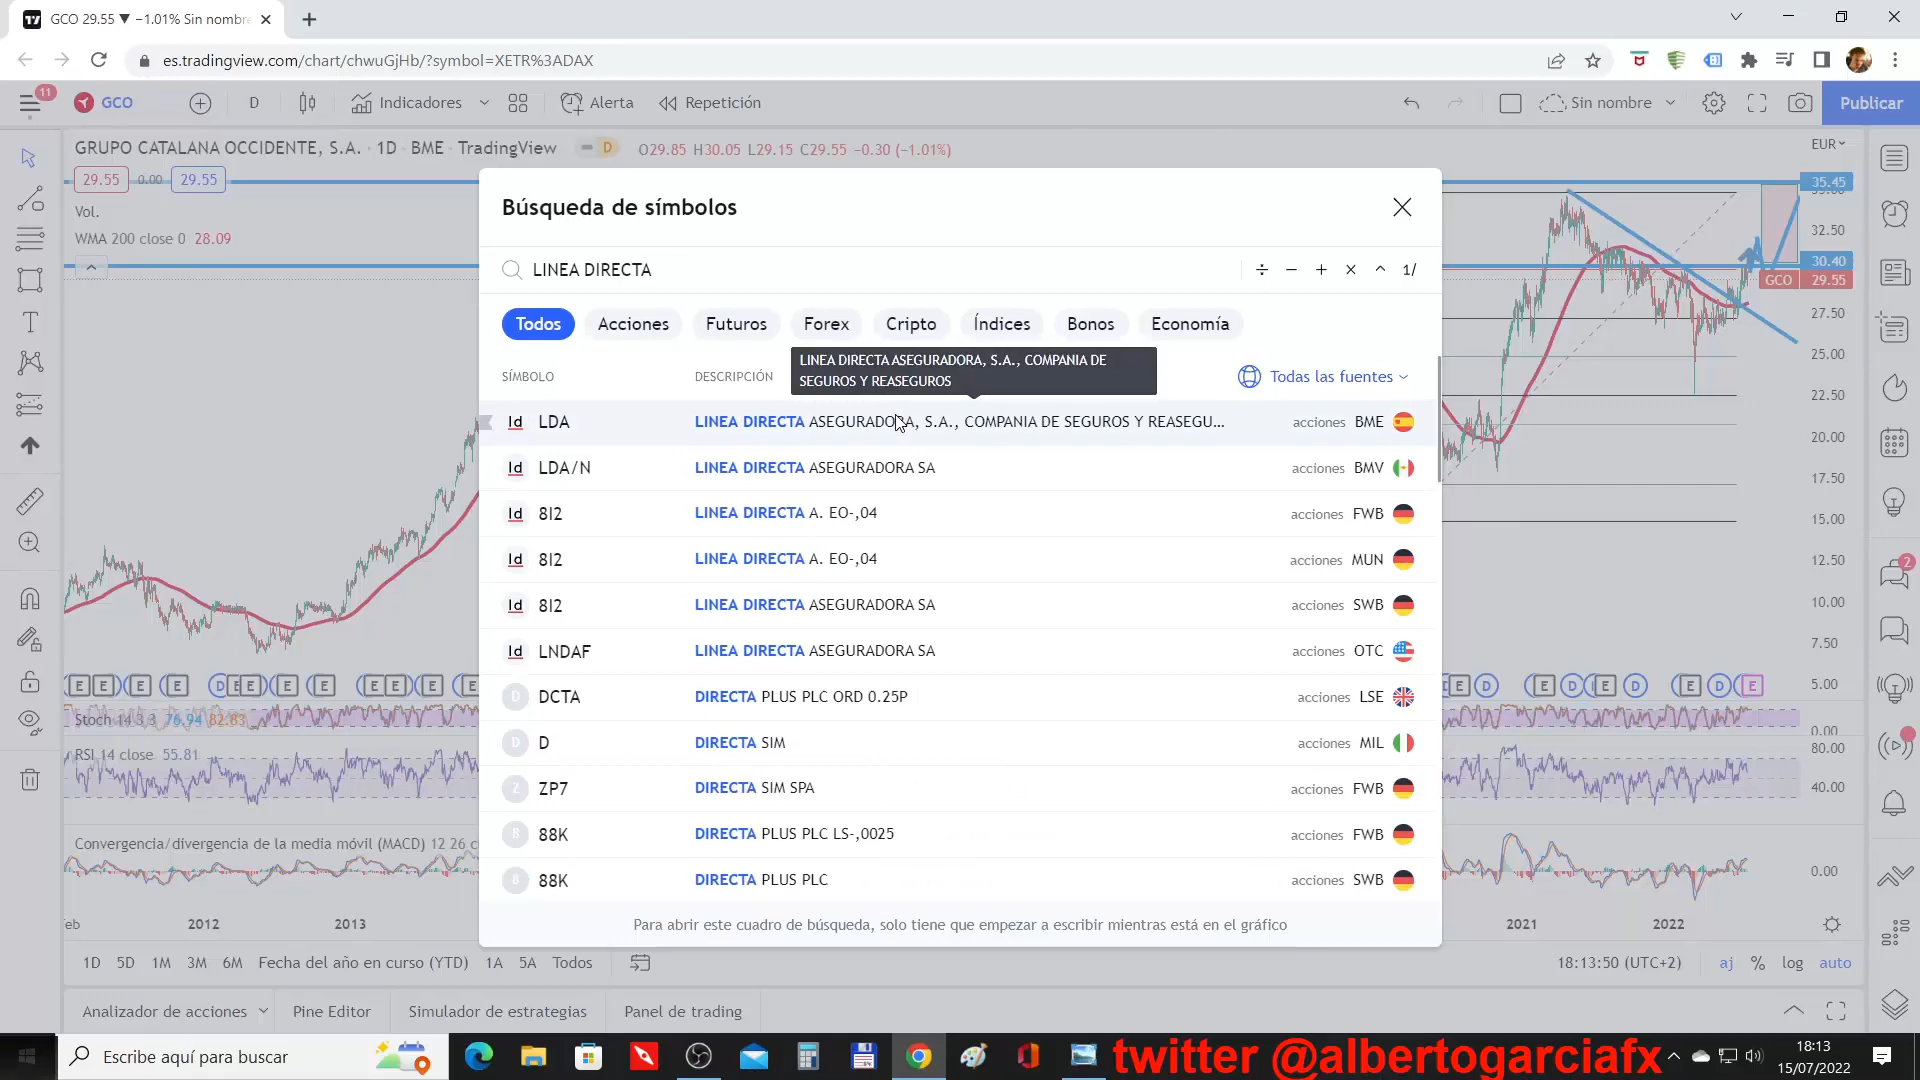 GCO 29.55 ▼ −1.01% Sin nombre
es.tradingview.com/chart/chwuGjHb/?symbol=XETR%3ADAX
11
GCO
D
Indicadores
Alerta
Repetición
Sin nombre
Publicar
GRUPO CATALANA OCCIDENTE, S.A. · 1D · BME · TradingView
D
O29.85 H30.05 L29.15 C29.55 −0.30 (−1.01%)
EUR
29.55
0.00
29.55
Vol.
WMA 200 close 0 28.09
Búsqueda de símbolos
LINEA DIRECTA
÷ − + × ^ 1/
Todos
Acciones
Futuros
Forex
Cripto
Índices
Bonos
Economía
LINEA DIRECTA ASEGURADORA, S.A., COMPANIA DE
SEGUROS Y REASEGUROS
SÍMBOLO
DESCRIPCIÓN
Todas las fuentes
ld LDA LINEA DIRECTA ASEGURADORA, S.A., COMPANIA DE SEGUROS Y REASEGU... acciones BME
ld LDA/N LINEA DIRECTA ASEGURADORA SA acciones BMV
ld 8I2 LINEA DIRECTA A. EO-,04 acciones FWB
ld 8I2 LINEA DIRECTA A. EO-,04 acciones MUN
ld 8I2 LINEA DIRECTA ASEGURADORA SA acciones SWB
ld LNDAF LINEA DIRECTA ASEGURADORA SA acciones OTC
D DCTA DIRECTA PLUS PLC ORD 0.25P acciones LSE
D D DIRECTA SIM acciones MIL
Z ZP7 DIRECTA SIM SPA acciones FWB
8 88K DIRECTA PLUS PLC LS-,0025 acciones FWB
8 88K DIRECTA PLUS PLC acciones SWB
Para abrir este cuadro de búsqueda, solo tiene que empezar a escribir mientras está en el gráfico
35.45
32.50
30.40
GCO 29.55
27.50
25.00
22.50
20.00
17.50
15.00
12.50
10.00
7.50
5.00
0.00
80.00
40.00
0.00
2
Stoch 14 3 3 76.94 82.83
RSI 14 close 55.81
Convergencia/divergencia de la media móvil (MACD) 12 26 c
2012
2013
2021
2022
1D 5D 1M 3M 6M Fecha del año en curso (YTD) 1A 5A Todos
18:13:50 (UTC+2)
aj % log auto
Analizador de acciones
Pine Editor
Simulador de estrategias
Panel de trading
Escribe aquí para buscar
twitter @albertogarciafx
18:13
15/07/2022